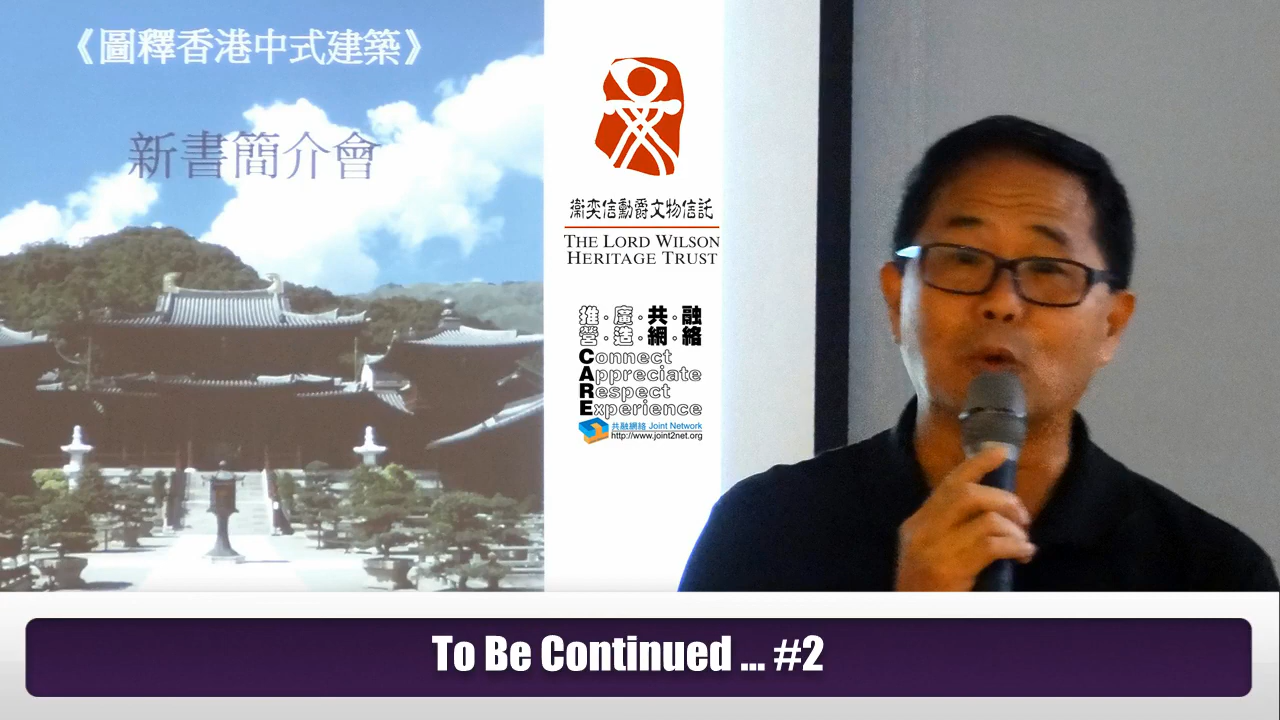 《圖釋香港中式建築》
新書簡介會
衞奕信勳爵文物信託
THE LORD WILSON
HERITAGE TRUST
推·廣·共·融
營·造·網·絡
Connect
Appreciate
Respect
Experience
共融網絡 Joint Network
http://www.joint2net.org
To Be Continued ... #2